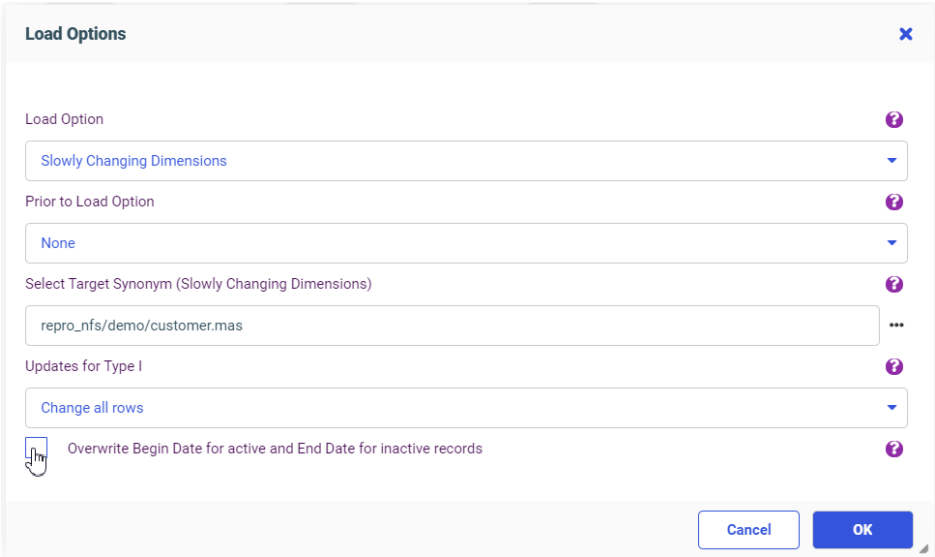 Load Options
Load Option
Slowly Changing Dimensions
Prior to Load Option
None
Select Target Synonym (Slowly Changing Dimensions)
repro_nfs/demo/customer.mas
Updates for Type I
Change all rows
Overwrite Begin Date for active and End Date for inactive records
Cancel OK